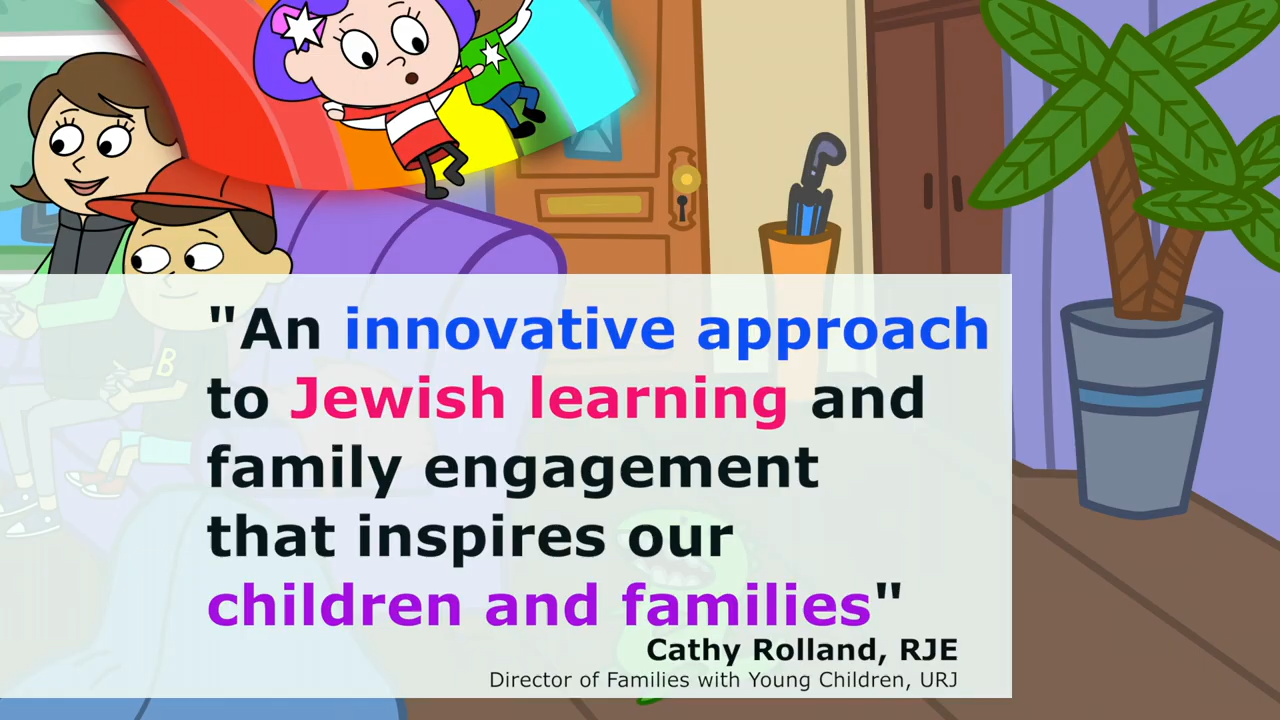 "An innovative approach
to Jewish learning and
family engagement
that inspires our
children and families"
Cathy Rolland, RJE
Director of Families with Young Children, URJ
B